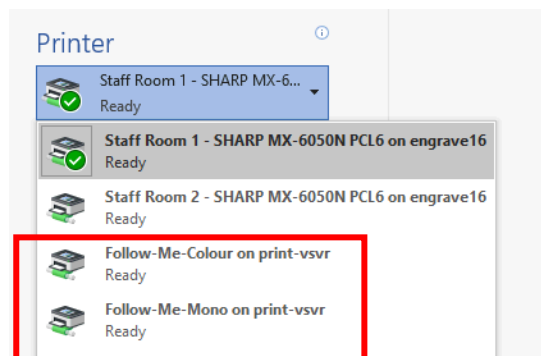 Printer
Staff Room 1 - SHARP MX-6...
Ready
Staff Room 1 - SHARP MX-6050N PCL6 on engrave16
Ready
Staff Room 2 - SHARP MX-6050N PCL6 on engrave16
Ready
Follow-Me-Colour on print-vsvr
Ready
Follow-Me-Mono on print-vsvr
Ready